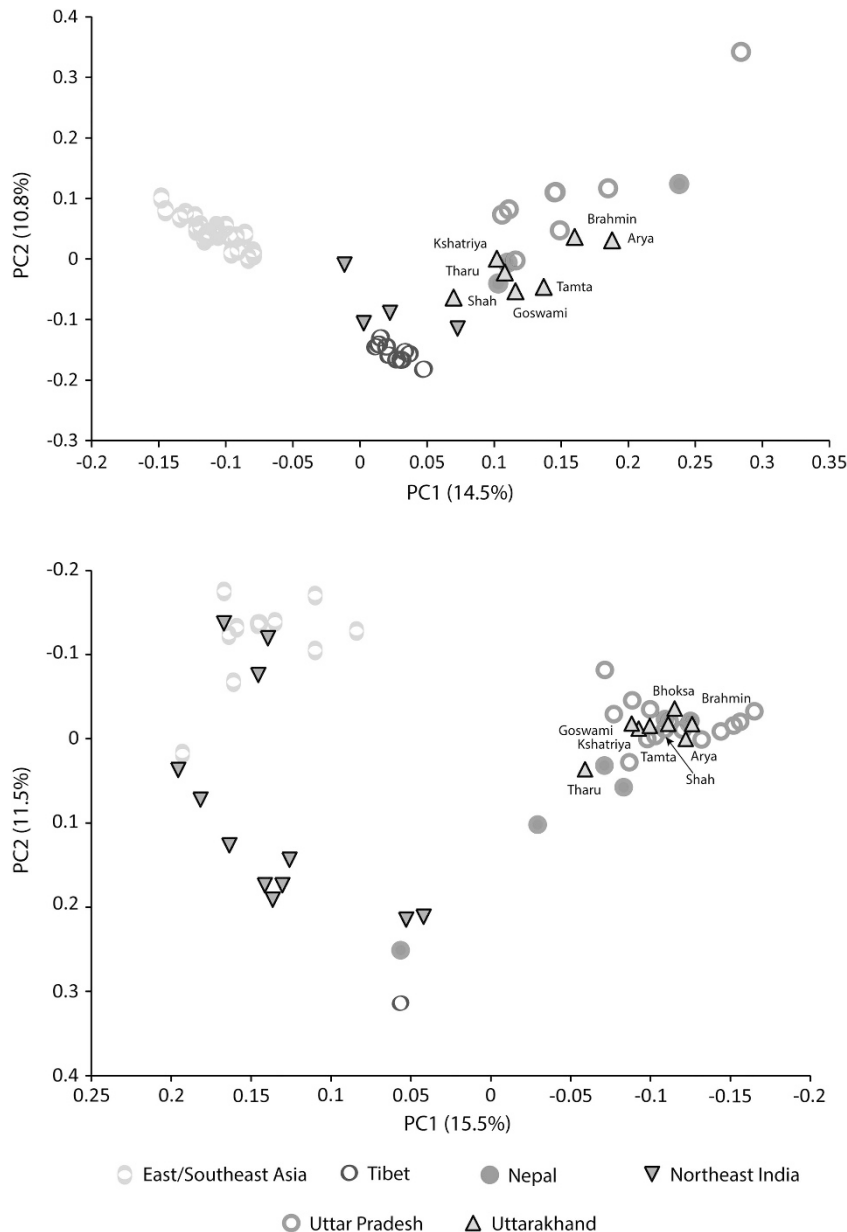 0.4
0.3
0.2
0.1
0
-0.1
-0.2
-0.3
PC2 (10.8%)
Brahmin
Arya
Kshatriya
Tharu
Tamta
Shah
Goswami
-0.2 -0.15 -0.1 -0.05 0 0.05 0.1 0.15 0.2 0.25 0.3 0.35
PC1 (14.5%)
-0.2
-0.1
0
0.1
0.2
0.3
0.4
PC2 (11.5%)
Bhoksa
Brahmin
Goswami
Kshatriya
Tamta
Arya
Shah
Tharu
0.25 0.2 0.15 0.1 0.05 0 -0.05 -0.1 -0.15 -0.2
PC1 (15.5%)
East/Southeast Asia Tibet Nepal Northeast India
Uttar Pradesh Uttarakhand